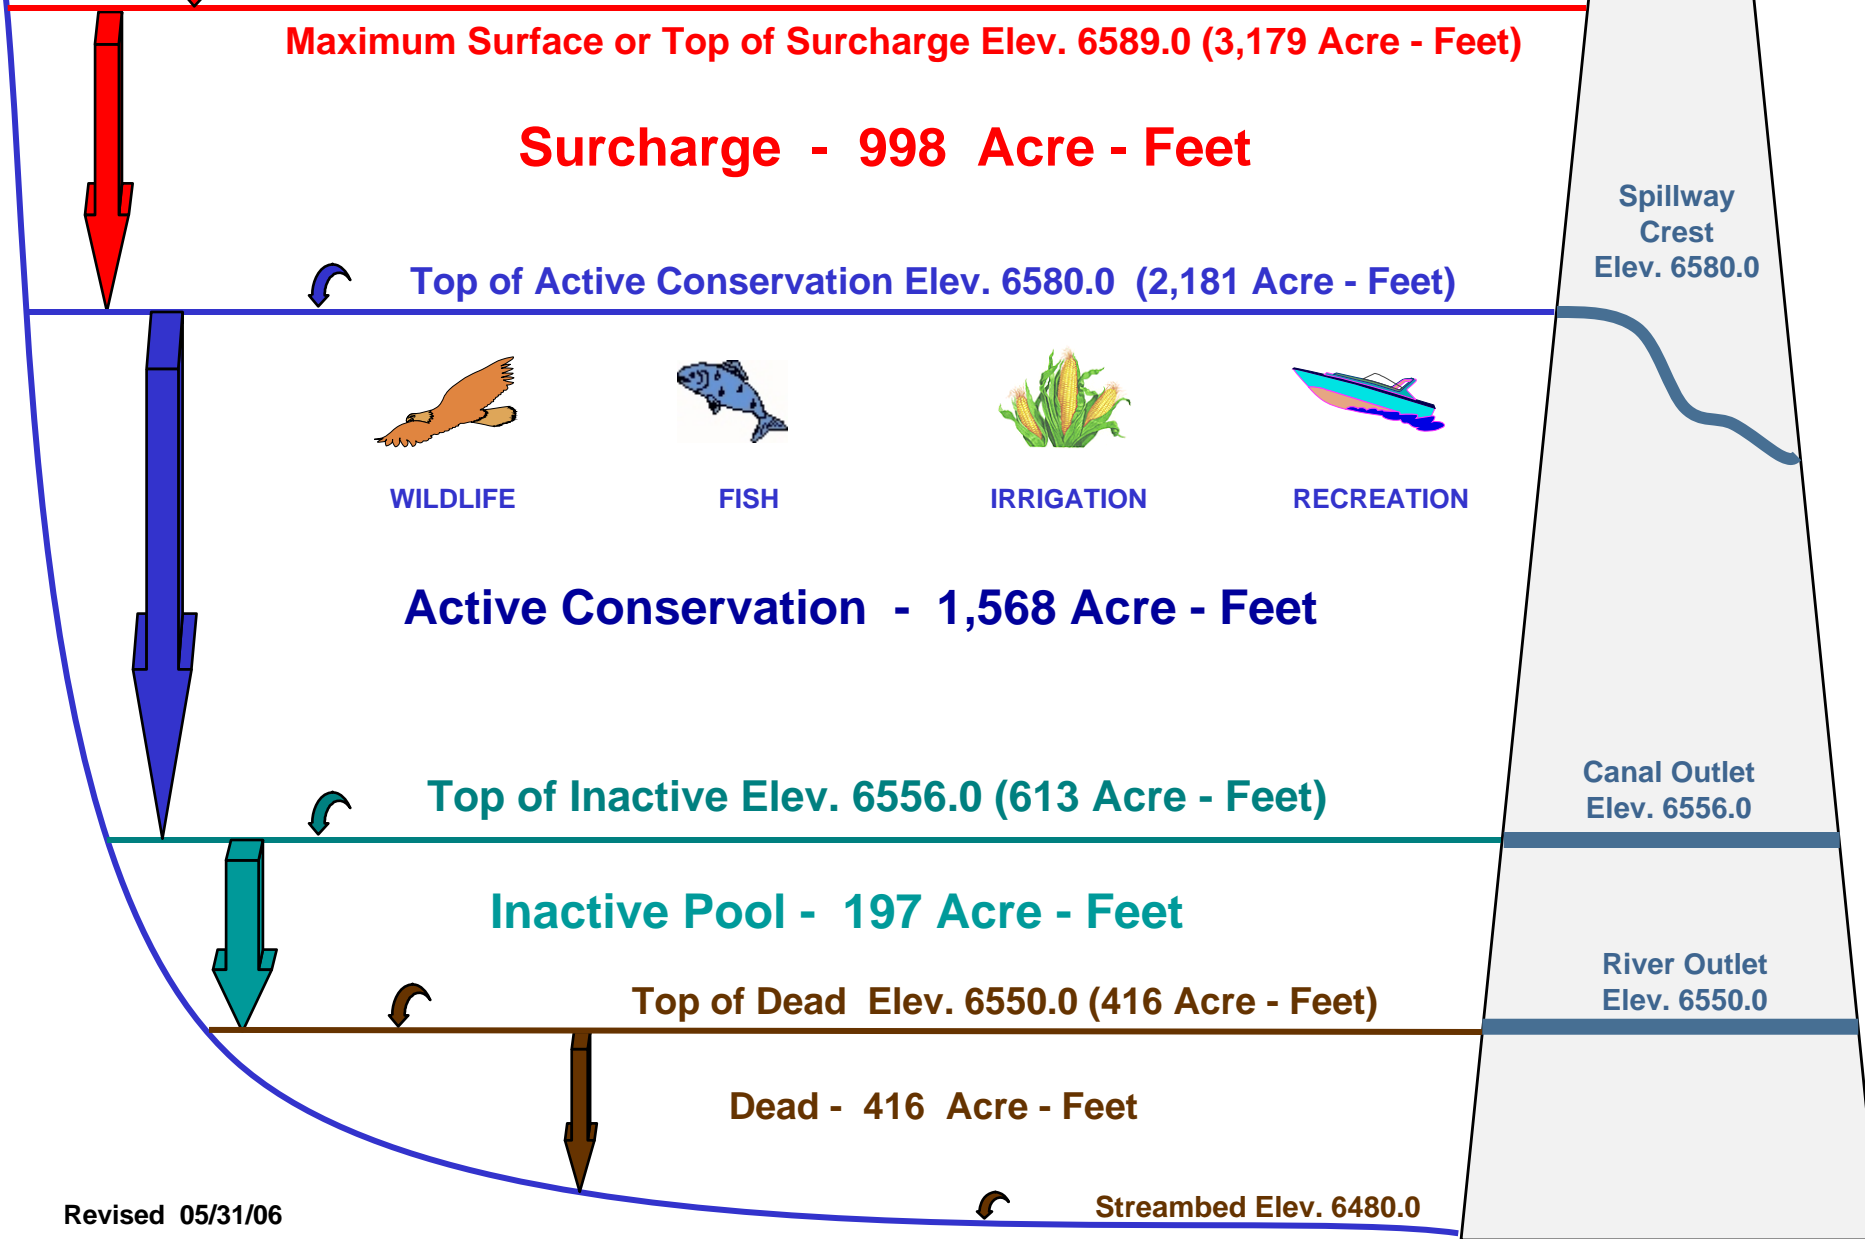 Maximum Surface or Top of Surcharge Elev. 6589.0 (3,179 Acre - Feet)
Surcharge - 998 Acre - Feet
Spillway
Crest
Elev. 6580.0
Top of Active Conservation Elev. 6580.0 (2,181 Acre - Feet)
WILDLIFE
FISH
IRRIGATION
RECREATION
Active Conservation - 1,568 Acre - Feet
Canal Outlet
Elev. 6556.0
Top of Inactive Elev. 6556.0 (613 Acre - Feet)
Inactive Pool - 197 Acre - Feet
River Outlet
Elev. 6550.0
Top of Dead Elev. 6550.0 (416 Acre - Feet)
Dead - 416 Acre - Feet
Streambed Elev. 6480.0
Revised 05/31/06